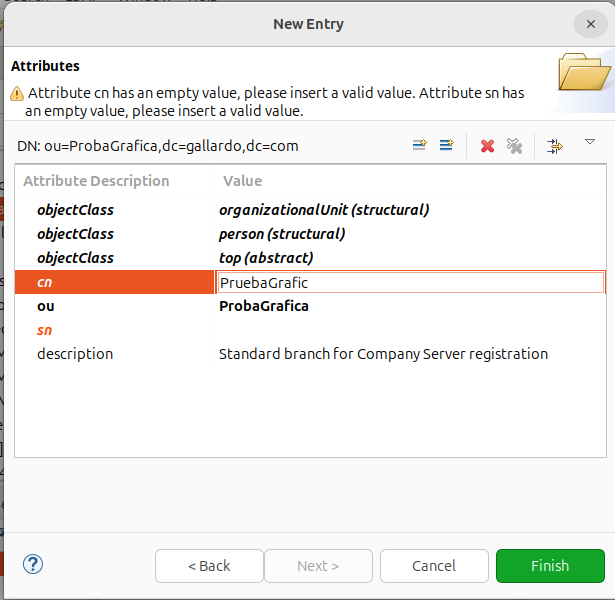 New Entry
Attributes
Attribute cn has an empty value, please insert a valid value. Attribute sn has
an empty value, please insert a valid value.
DN: ou=ProbaGrafica,dc=gallardo,dc=com
Attribute Description Value
objectClass organizationalUnit (structural)
objectClass person (structural)
objectClass top (abstract)
cn PruebaGrafic
ou ProbaGrafica
sn
description Standard branch for Company Server registration
< Back Next > Cancel Finish